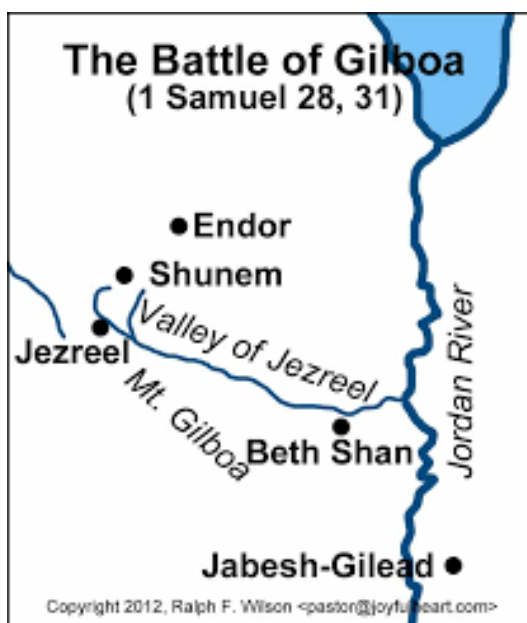 The Battle of Gilboa
(1 Samuel 28, 31)
Endor
Shunem
Jezreel
Valley of Jezreel
Mt. Gilboa
Beth Shan
Jordan River
Jabesh-Gilead
Copyright 2012, Ralph F. Wilson <pastor@joyfulheart.com>